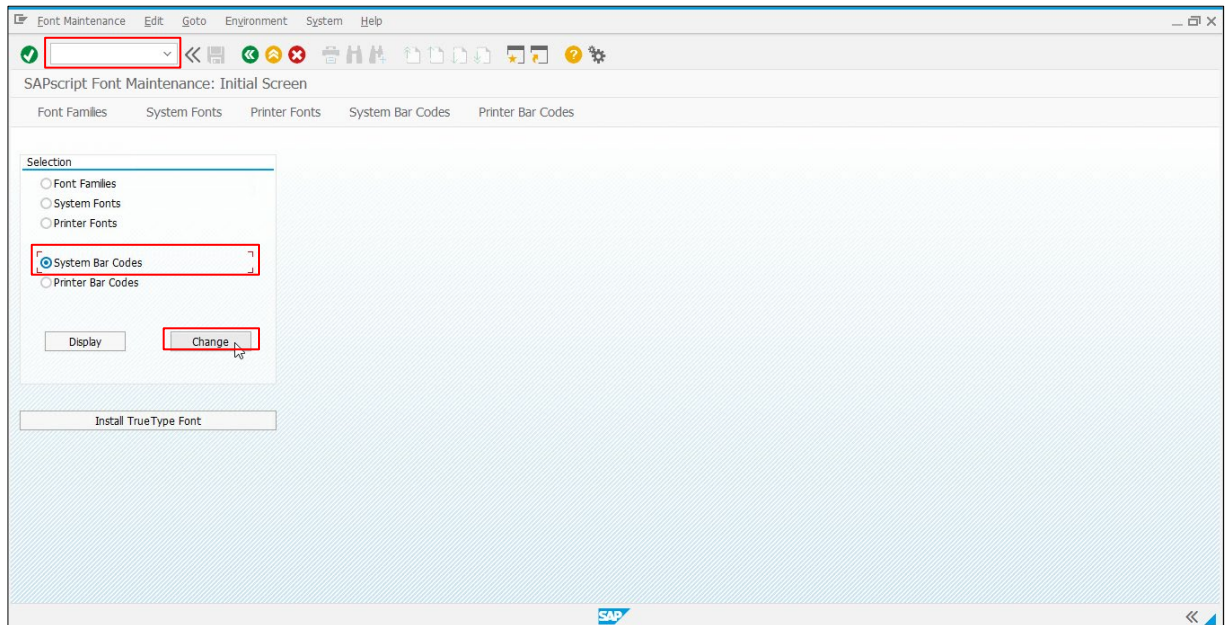 Font Maintenance Edit Goto Environment System Help
SAPscript Font Maintenance: Initial Screen
Font Families System Fonts Printer Fonts System Bar Codes Printer Bar Codes
Selection
Font Families
System Fonts
Printer Fonts
System Bar Codes
Printer Bar Codes
Display Change
Install TrueType Font
SAP